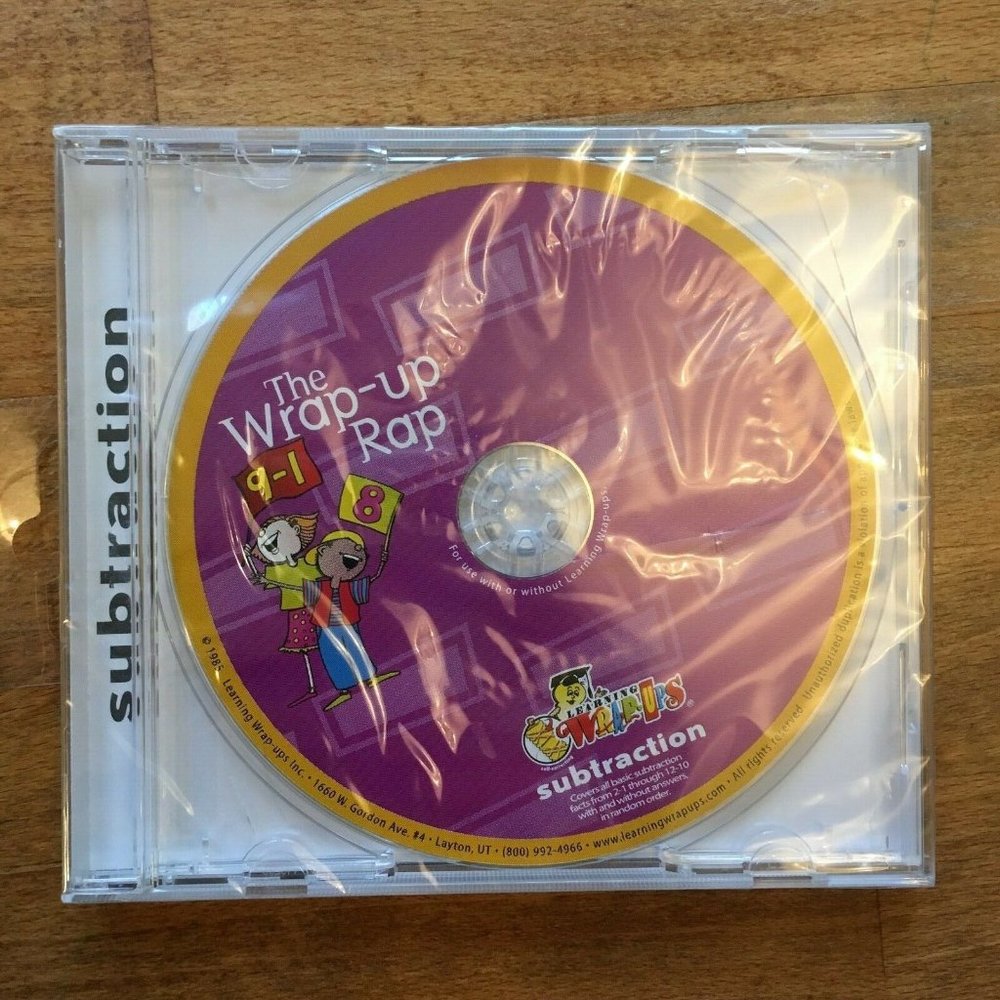 subtraction
The
Wrap-up
Rap
9-1
8
For use with or without Learning Wrap-ups.
LEARNING
WRAP-UPS
®
self-correcting
subtraction
Covers all basic subtraction
facts from 2-1 through 12-10
with and without answers,
in random order.
© 1985 Learning Wrap-ups Inc. • 1660 W. Gordon Ave. #4 • Layton, UT • (800) 992-4966 • www.learningwrapups.com • All rights reserved Unauthorized duplication is a violation of